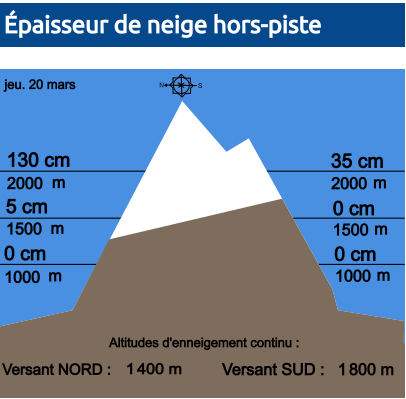 Épaisseur de neige hors-piste
jeu. 20 mars
N S
130 cm 35 cm
2000 m 2000 m
5 cm 0 cm
1500 m 1500 m
0 cm 0 cm
1000 m 1000 m
Altitudes d'enneigement continu :
Versant NORD : 1 400 m Versant SUD : 1 800 m